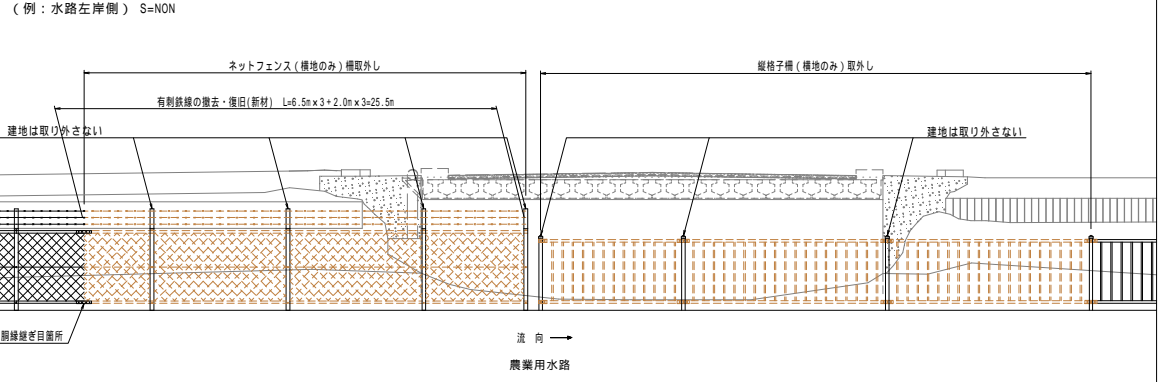 （例：水路左岸側） S=NON
ネットフェンス（横地のみ）柵取外し
縦格子柵（横地のみ）取外し
有刺鉄線の撤去・復旧(新材) L=6.5m×3＋2.0m×3=25.5m
建地は取り外さない
建地は取り外さない
胴縁継ぎ目箇所
流 向
農業用水路